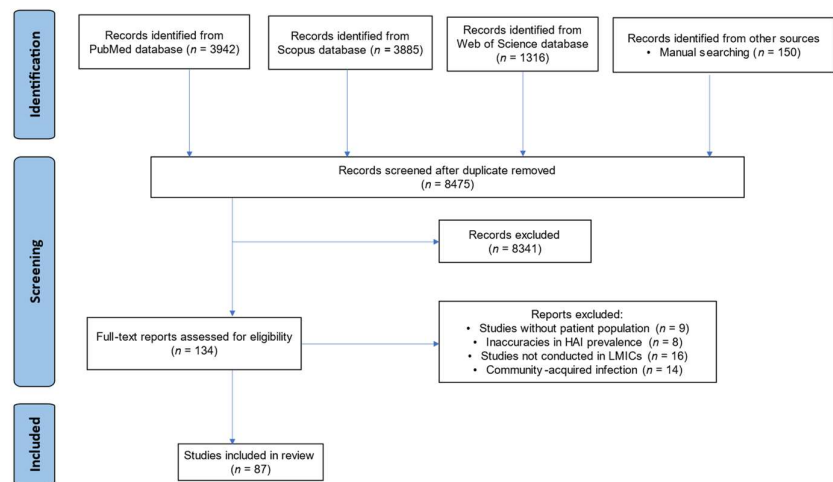 Identification
Records identified from
PubMed database (n = 3942)
Records identified from
Scopus database (n = 3885)
Records identified from
Web of Science database
(n = 1316)
Records identified from other sources
• Manual searching (n = 150)
Screening
Records screened after duplicate removed
(n = 8475)
Records excluded
(n = 8341)
Full-text reports assessed for eligibility
(n = 134)
Reports excluded:
• Studies without patient population (n = 9)
• Inaccuracies in HAI prevalence (n = 8)
• Studies not conducted in LMICs (n = 16)
• Community-acquired infection (n = 14)
Included
Studies included in review
(n = 87)